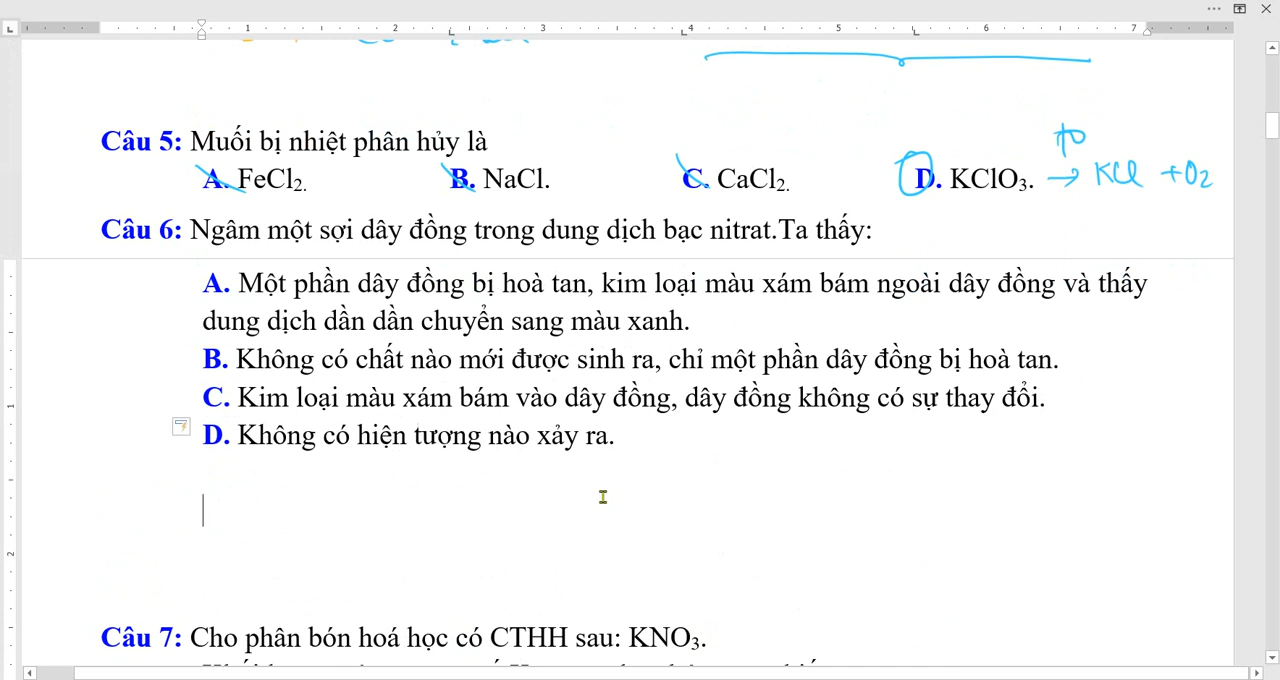 Câu 5: Muối bị nhiệt phân hủy là
A. FeCl2. B. NaCl. C. CaCl2. D. KClO3. → KCl + O2
to
Câu 6: Ngâm một sợi dây đồng trong dung dịch bạc nitrat.Ta thấy:
A. Một phần dây đồng bị hoà tan, kim loại màu xám bám ngoài dây đồng và thấy
dung dịch dần dần chuyển sang màu xanh.
B. Không có chất nào mới được sinh ra, chỉ một phần dây đồng bị hoà tan.
C. Kim loại màu xám bám vào dây đồng, dây đồng không có sự thay đổi.
D. Không có hiện tượng nào xảy ra.
Câu 7: Cho phân bón hoá học có CTHH sau: KNO3.